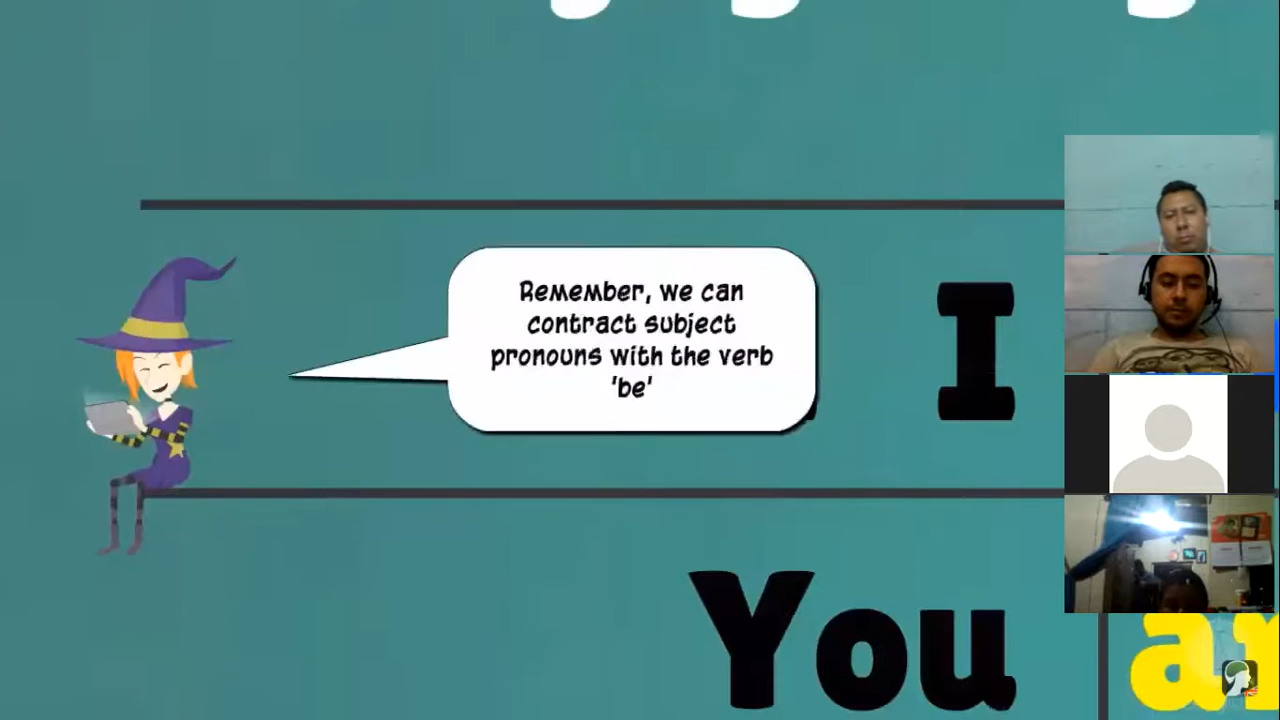 Remember, we can
contract subject
pronouns with the verb
'be'
I
You